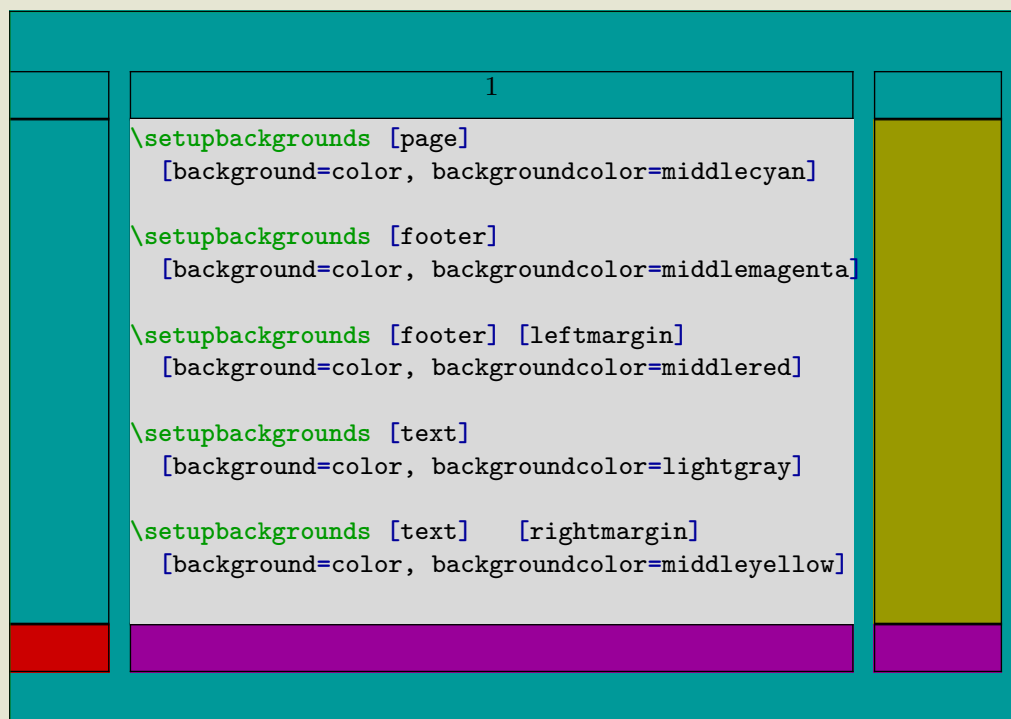 1
\setupbackgrounds [page]
  [background=color, backgroundcolor=middlecyan]
\setupbackgrounds [footer]
  [background=color, backgroundcolor=middlemagenta]
\setupbackgrounds [footer] [leftmargin]
  [background=color, backgroundcolor=middlered]
\setupbackgrounds [text]
  [background=color, backgroundcolor=lightgray]
\setupbackgrounds [text]   [rightmargin]
  [background=color, backgroundcolor=middleyellow]